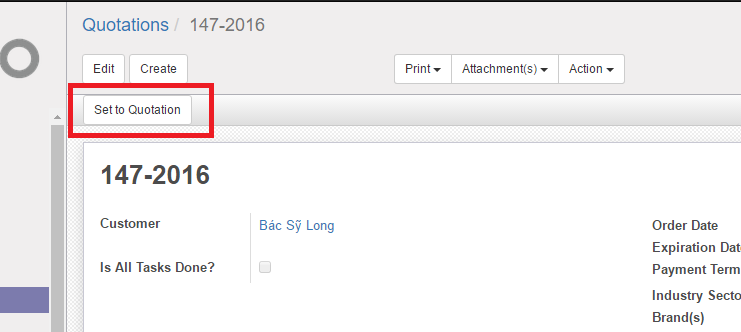 Quotations / 147-2016
Edit Create Print Attachment(s) Action
Set to Quotation
147-2016
Customer Bác Sỹ Long Order Date
Expiration Dat
Is All Tasks Done? Payment Term
Industry Secto
Brand(s)